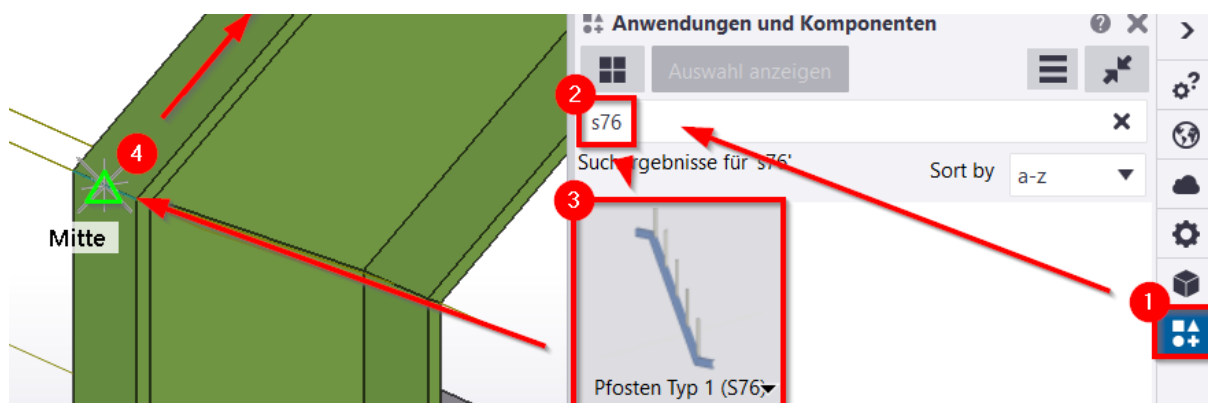 Anwendungen und Komponenten
Auswahl anzeigen
2
s76
Suchergebnisse für 's76'
Sort by
a-z
3
4
Mitte
1
Pfosten Typ 1 (S76)